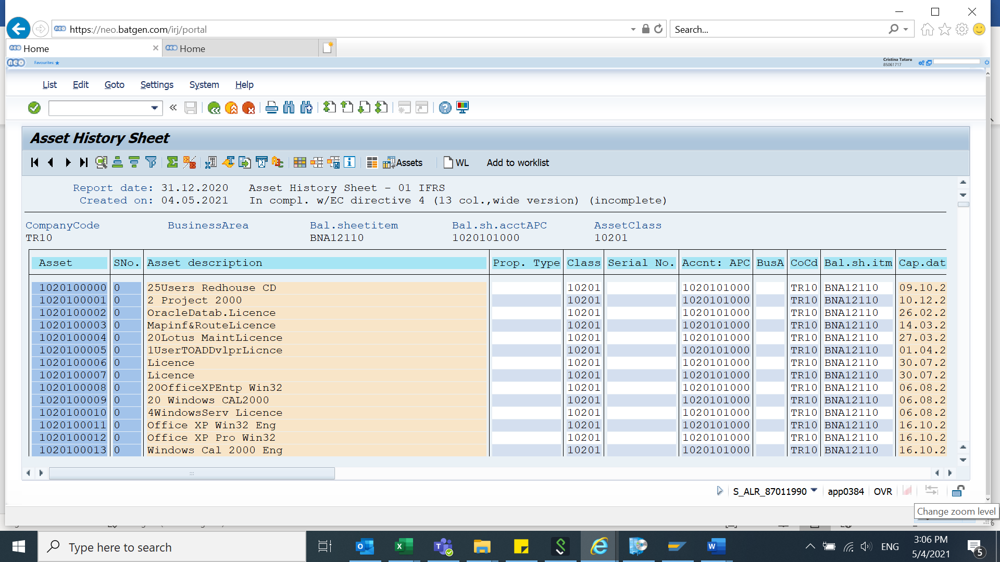 https://neo.batgen.com/irj/portal
Search...
neo Home
neo Home
neo
Favourites:
Cristina Tataru
85061717
List Edit Goto Settings System Help
Asset History Sheet
Assets WL Add to worklist
Report date: 31.12.2020 Asset History Sheet - 01 IFRS
Created on: 04.05.2021 In compl. w/EC directive 4 (13 col.,wide version) (incomplete)
CompanyCode BusinessArea Bal.sheetitem Bal.sh.acctAPC AssetClass
TR10 BNA12110 1020101000 10201
Asset SNo. Asset description Prop. Type Class Serial No. Accnt: APC BusA CoCd Bal.sh.itm Cap.dat
1020100000 0 25Users Redhouse CD 10201 1020101000 TR10 BNA12110 09.10.2
1020100001 0 2 Project 2000 10201 1020101000 TR10 BNA12110 10.12.2
1020100002 0 OracleDatab.Licence 10201 1020101000 TR10 BNA12110 26.02.2
1020100003 0 Mapinf&RouteLicence 10201 1020101000 TR10 BNA12110 14.03.2
1020100004 0 20Lotus MaintLicence 10201 1020101000 TR10 BNA12110 27.03.2
1020100005 0 1UserTOADDvlprLicnce 10201 1020101000 TR10 BNA12110 01.04.2
1020100006 0 Licence 10201 1020101000 TR10 BNA12110 30.07.2
1020100007 0 Licence 10201 1020101000 TR10 BNA12110 30.07.2
1020100008 0 20OfficeXPEntp Win32 10201 1020101000 TR10 BNA12110 06.08.2
1020100009 0 20 Windows CAL2000 10201 1020101000 TR10 BNA12110 06.08.2
1020100010 0 4WindowsServ Licence 10201 1020101000 TR10 BNA12110 06.08.2
1020100011 0 Office XP Win32 Eng 10201 1020101000 TR10 BNA12110 16.10.2
1020100012 0 Office XP Pro Win32 10201 1020101000 TR10 BNA12110 16.10.2
1020100013 0 Windows Cal 2000 Eng 10201 1020101000 TR10 BNA12110 16.10.2
S_ALR_87011990 app0384 OVR
Change zoom level
Type here to search
ENG
3:06 PM
5/4/2021
5